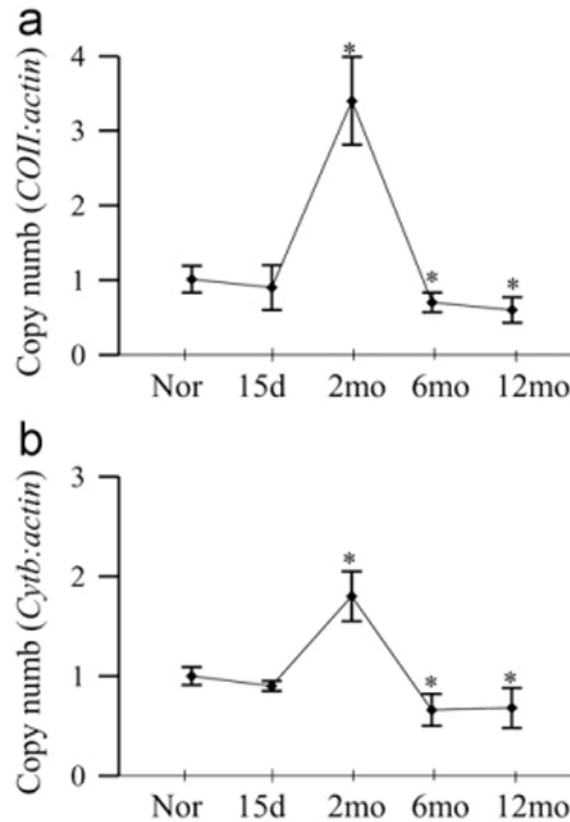 a
Copy numb (COII:actin)
4
3
2
1
0
*
*
*
Nor 15d 2mo 6mo 12mo
b
Copy numb (Cytb:actin)
3
2
1
0
*
*
*
Nor 15d 2mo 6mo 12mo